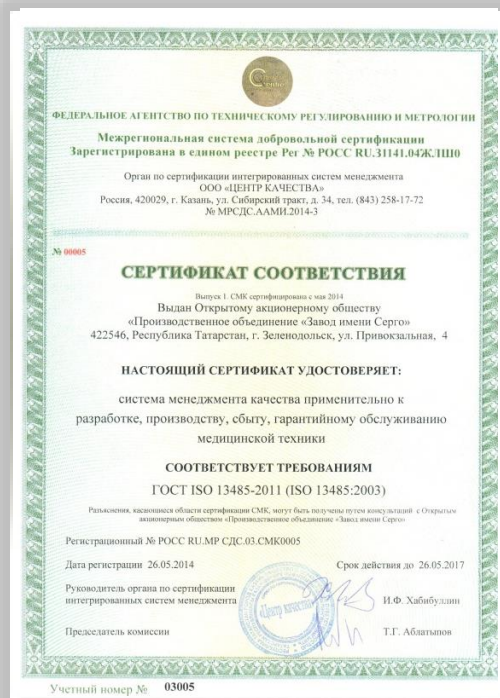 ФЕДЕРАЛЬНОЕ АГЕНТСТВО ПО ТЕХНИЧЕСКОМУ РЕГУЛИРОВАНИЮ И МЕТРОЛОГИИ
Межрегиональная система добровольной сертификации
Зарегистрирована в едином реестре Рег № РОСС RU.31141.04ЖЛШ0
Орган по сертификации интегрированных систем менеджмента
ООО «ЦЕНТР КАЧЕСТВА»
Россия, 420029, г. Казань, ул. Сибирский тракт, д. 34, тел. (843) 258-17-72
№ МРСДС.ААМИ.2014-3
№ 00005
СЕРТИФИКАТ СООТВЕТСТВИЯ
Выпуск 1. СМК сертифицирована с мая 2014
Выдан Открытому акционерному обществу
«Производственное объединение «Завод имени Серго»
422546, Республика Татарстан, г. Зеленодольск, ул. Привокзальная, 4
НАСТОЯЩИЙ СЕРТИФИКАТ УДОСТОВЕРЯЕТ:
система менеджмента качества применительно к
разработке, производству, сбыту, гарантийному обслуживанию
медицинской техники
СООТВЕТСТВУЕТ ТРЕБОВАНИЯМ
ГОСТ ISO 13485-2011 (ISO 13485:2003)
Разъяснения, касающиеся области сертификации СМК, могут быть получены путем консультаций с Открытым
акционерным обществом «Производственное объединение «Завод имени Серго»
Регистрационный № РОСС RU.МР СДС.03.СМК0005
Дата регистрации 26.05.2014 Срок действия до 26.05.2017
Руководитель органа по сертификации
интегрированных систем менеджмента И.Ф. Хабибуллин
«Центр качества»
Председатель комиссии Т.Г. Аблатыпов
Учетный номер № 03005